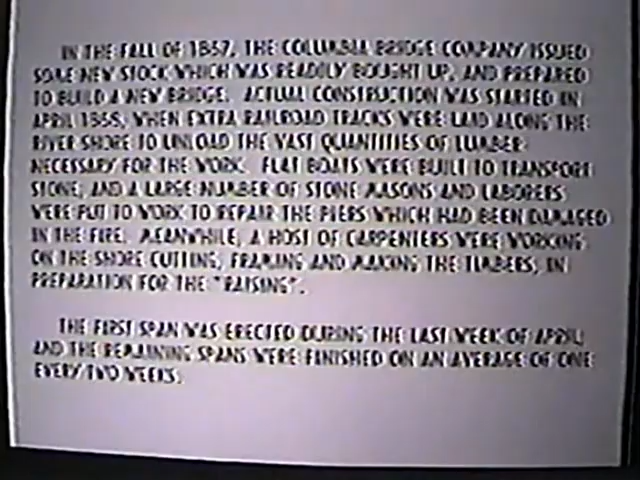 IN THE FALL OF 1867, THE COLUMBIA BRIDGE COMPANY ISSUED
SOME NEW STOCK WHICH WAS READILY BOUGHT UP, AND PREPARED
TO BUILD A NEW BRIDGE. ACTUAL CONSTRUCTION WAS STARTED IN
APRIL 1868, WHEN EXTRA RAILROAD TRACKS WERE LAID ALONG THE
RIVER SHORE TO UNLOAD THE VAST QUANTITIES OF LUMBER
NECESSARY FOR THE WORK. FLAT BOATS WERE BUILT TO TRANSPORT
STONE, AND A LARGE NUMBER OF STONE MASONS AND LABORERS
WERE PUT TO WORK TO REPAIR THE PIERS WHICH HAD BEEN DAMAGED
IN THE FIRE. MEANWHILE, A HOST OF CARPENTERS WERE WORKING
ON THE SHORE CUTTING, FRAMING AND MAKING THE TIMBERS, IN
PREPARATION FOR THE "RAISING".
THE FIRST SPAN WAS ERECTED DURING THE LAST WEEK OF APRIL
AND THE REMAINING SPANS WERE FINISHED ON AN AVERAGE OF ONE
EVERY TWO WEEKS.